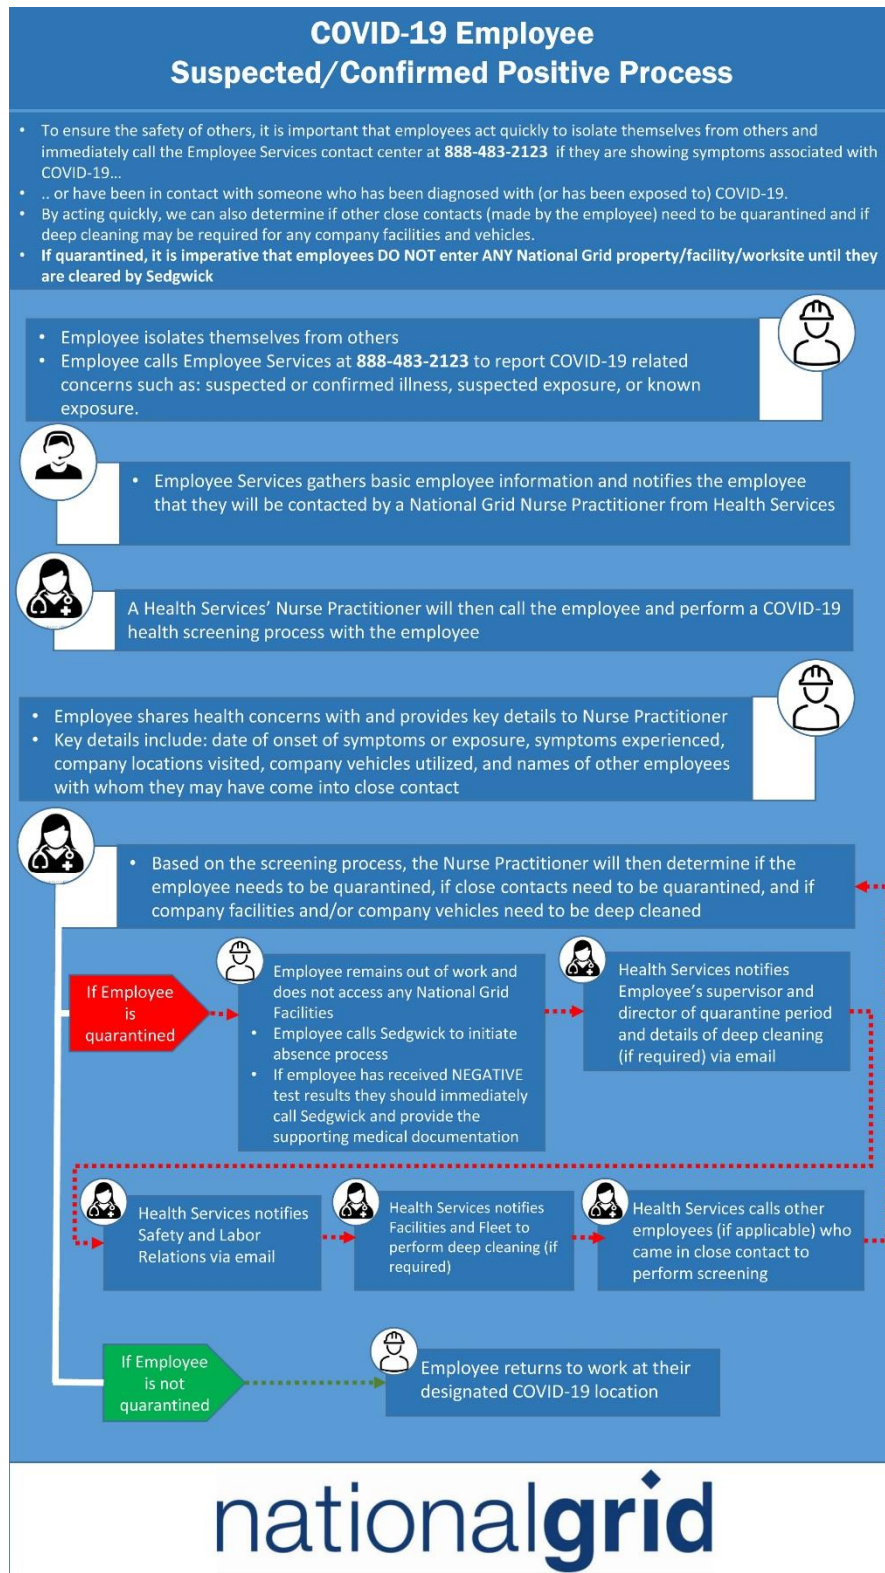 COVID-19 Employee
Suspected/Confirmed Positive Process
• To ensure the safety of others, it is important that employees act quickly to isolate themselves from others and
immediately call the Employee Services contact center at 888-483-2123 if they are showing symptoms associated with
COVID-19...
• .. or have been in contact with someone who has been diagnosed with (or has been exposed to) COVID-19.
• By acting quickly, we can also determine if other close contacts (made by the employee) need to be quarantined and if
deep cleaning may be required for any company facilities and vehicles.
• If quarantined, it is imperative that employees DO NOT enter ANY National Grid property/facility/worksite until they
are cleared by Sedgwick
• Employee isolates themselves from others
• Employee calls Employee Services at 888-483-2123 to report COVID-19 related
concerns such as: suspected or confirmed illness, suspected exposure, or known
exposure.
• Employee Services gathers basic employee information and notifies the employee
that they will be contacted by a National Grid Nurse Practitioner from Health Services
A Health Services' Nurse Practitioner will then call the employee and perform a COVID-19
health screening process with the employee
• Employee shares health concerns with and provides key details to Nurse Practitioner
• Key details include: date of onset of symptoms or exposure, symptoms experienced,
company locations visited, company vehicles utilized, and names of other employees
with whom they may have come into close contact
• Based on the screening process, the Nurse Practitioner will then determine if the
employee needs to be quarantined, if close contacts need to be quarantined, and if
company facilities and/or company vehicles need to be deep cleaned
If Employee
is
quarantined
Employee remains out of work and
does not access any National Grid
Facilities
• Employee calls Sedgwick to initiate
absence process
• If employee has received NEGATIVE
test results they should immediately
call Sedgwick and provide the
supporting medical documentation
Health Services notifies
Employee's supervisor and
director of quarantine period
and details of deep cleaning
(if required) via email
Health Services notifies
Safety and Labor
Relations via email
Health Services notifies
Facilities and Fleet to
perform deep cleaning (if
required)
Health Services calls other
employees (if applicable) who
came in close contact to
perform screening
If Employee
is not
quarantined
Employee returns to work at their
designated COVID-19 location
nationalgrid